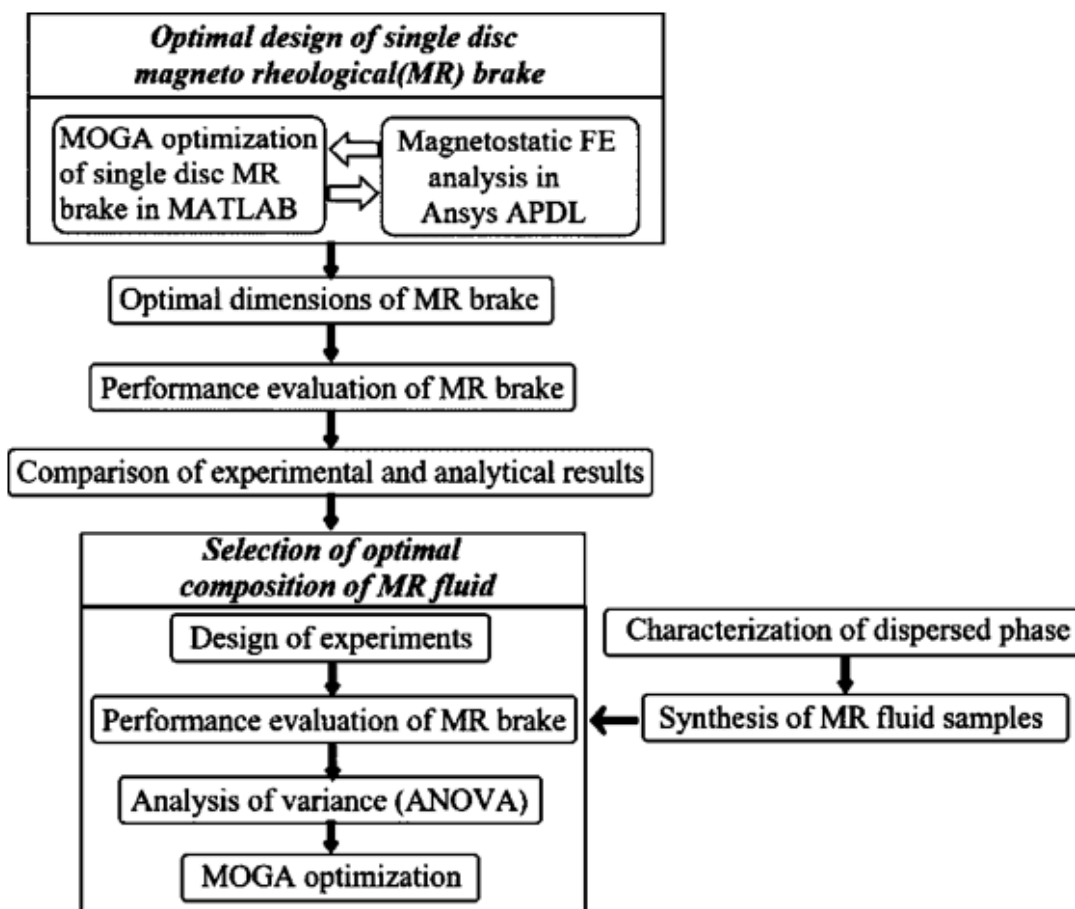 Optimal design of single disc
magneto rheological(MR) brake
MOGA optimization
of single disc MR
brake in MATLAB
Magnetostatic FE
analysis in
Ansys APDL
Optimal dimensions of MR brake
Performance evaluation of MR brake
Comparison of experimental and analytical results
Selection of optimal
composition of MR fluid
Design of experiments
Performance evaluation of MR brake
Analysis of variance (ANOVA)
MOGA optimization
Characterization of dispersed phase
Synthesis of MR fluid samples